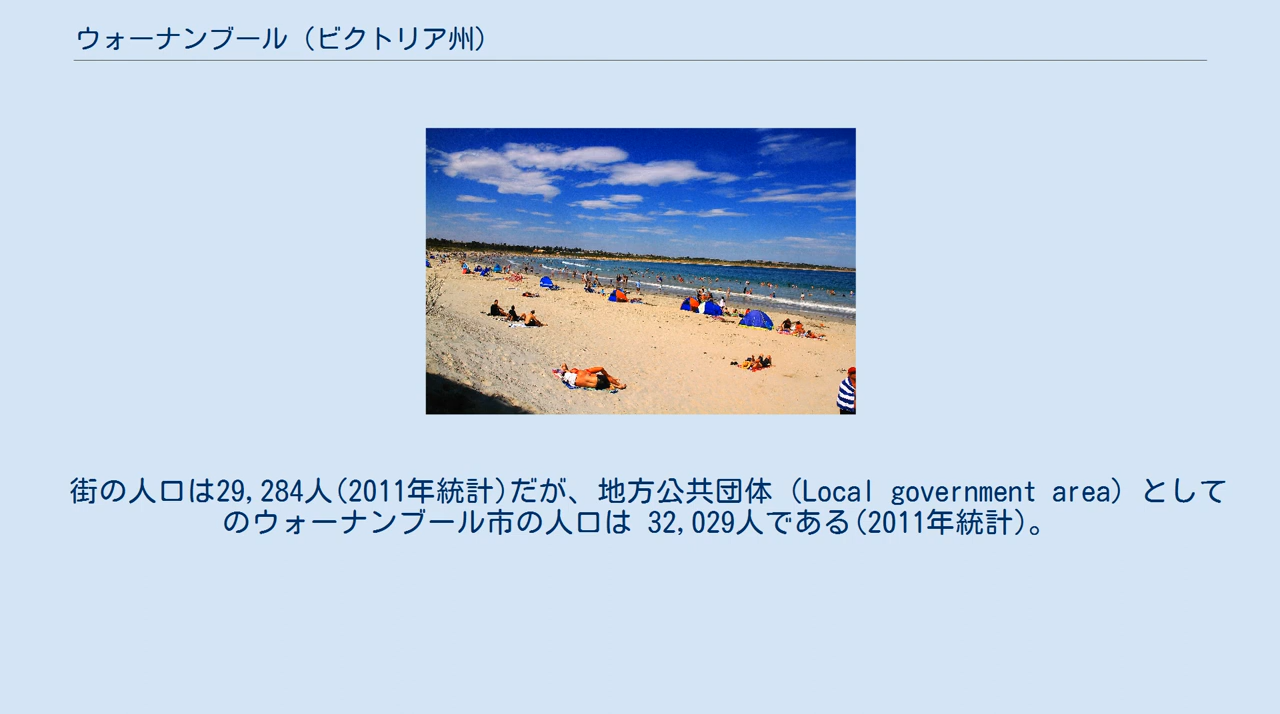 ウォーナンブール（ビクトリア州）
街の人口は29,284人(2011年統計)だが、地方公共団体（Local government area）として
のウォーナンブール市の人口は 32,029人である(2011年統計)。